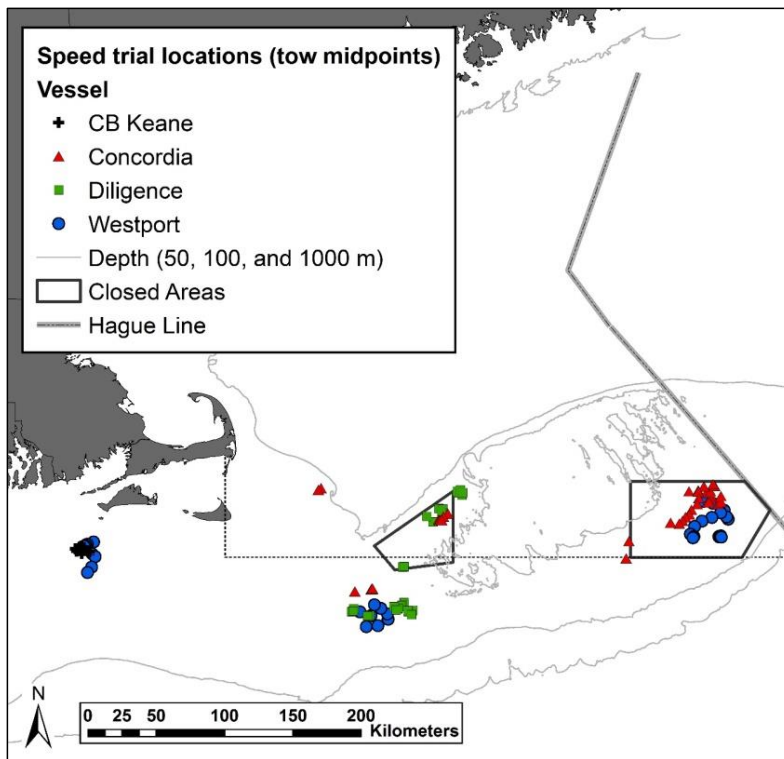 Speed trial locations (tow midpoints)
Vessel
CB Keane
Concordia
Diligence
Westport
Depth (50, 100, and 1000 m)
Closed Areas
Hague Line
N
0 25 50 100 150 200
Kilometers